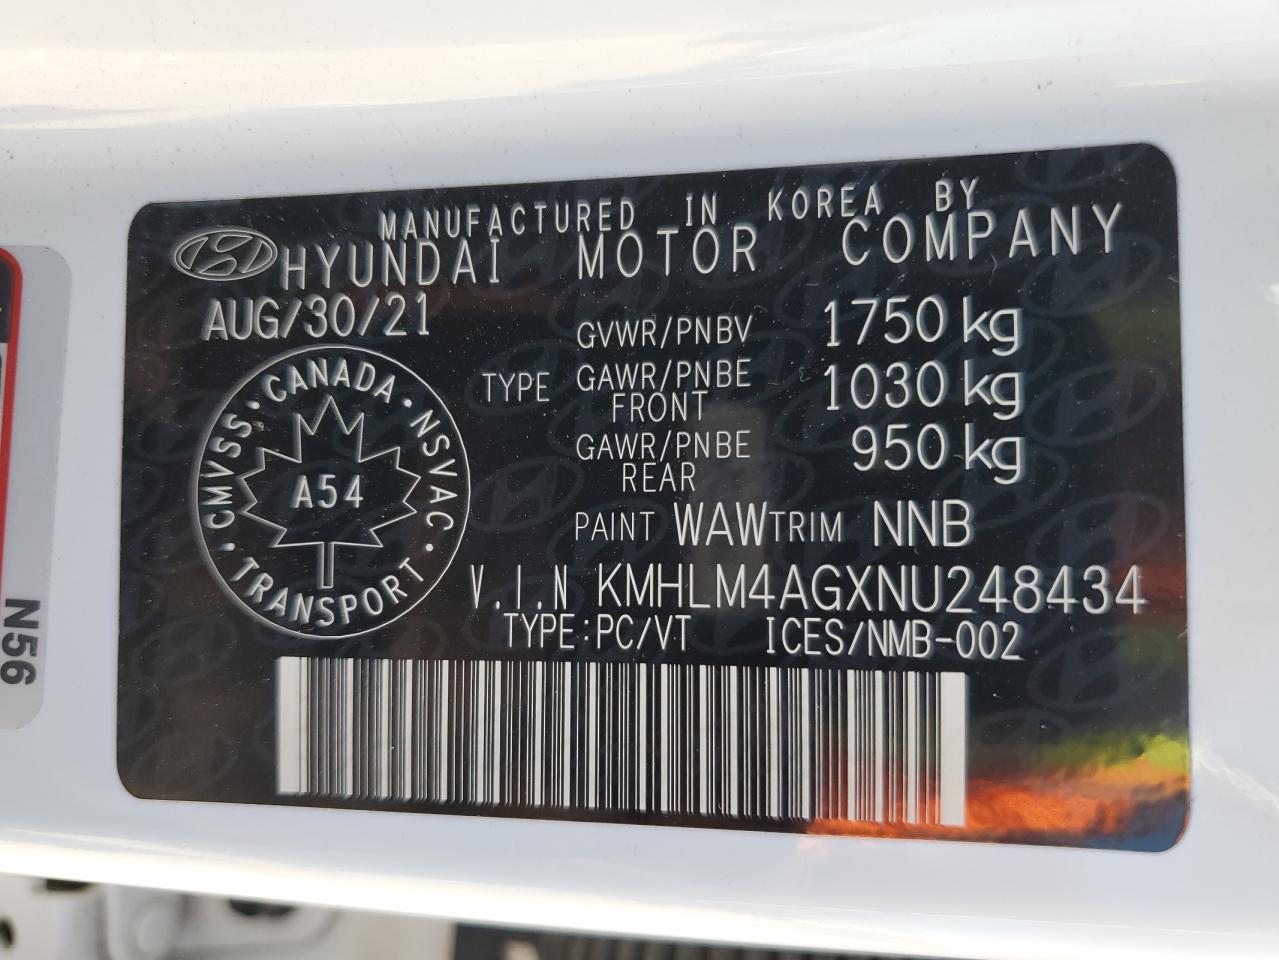 MANUFACTURED IN KOREA BY
HYUNDAI MOTOR COMPANY
AUG/30/21
GVWR/PNBV 1750 kg
TYPE GAWR/PNBE FRONT 1030 kg
GAWR/PNBE REAR 950 kg
PAINT WAW TRIM NNB
V.I.N KMHLM4AGXNU248434
TYPE:PC/VT ICES/NMB-002
CMVSS · CANADA · NSVAC · TRANSPORT ·
A54
N56